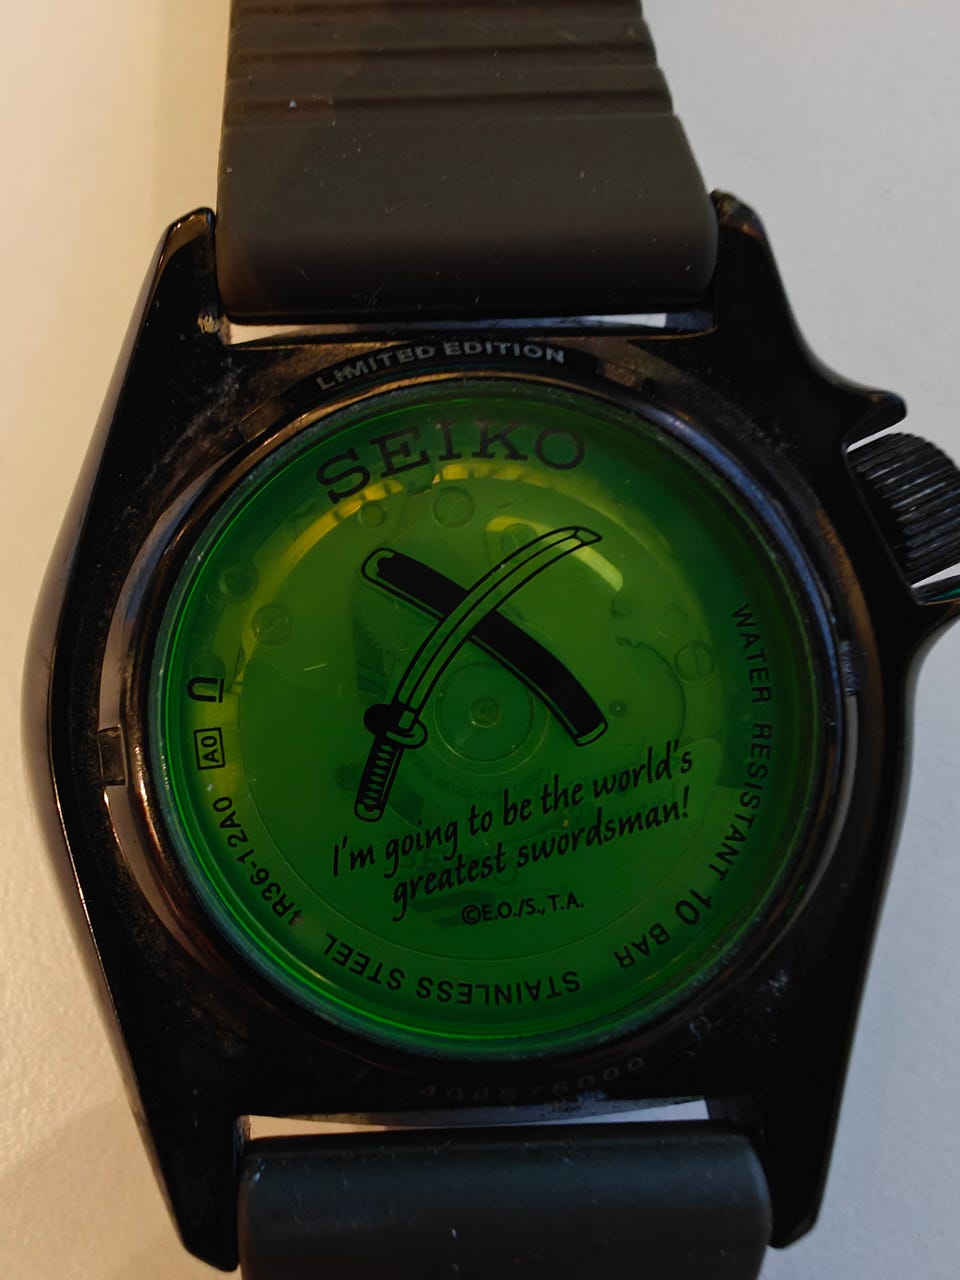 LIMITED EDITION
SEIKO
I'm going to be the world's
greatest swordsman!
©E.O./S., T.A.
WATER RESISTANT 10 BAR
STAINLESS STEEL
4R36-12A0
A0